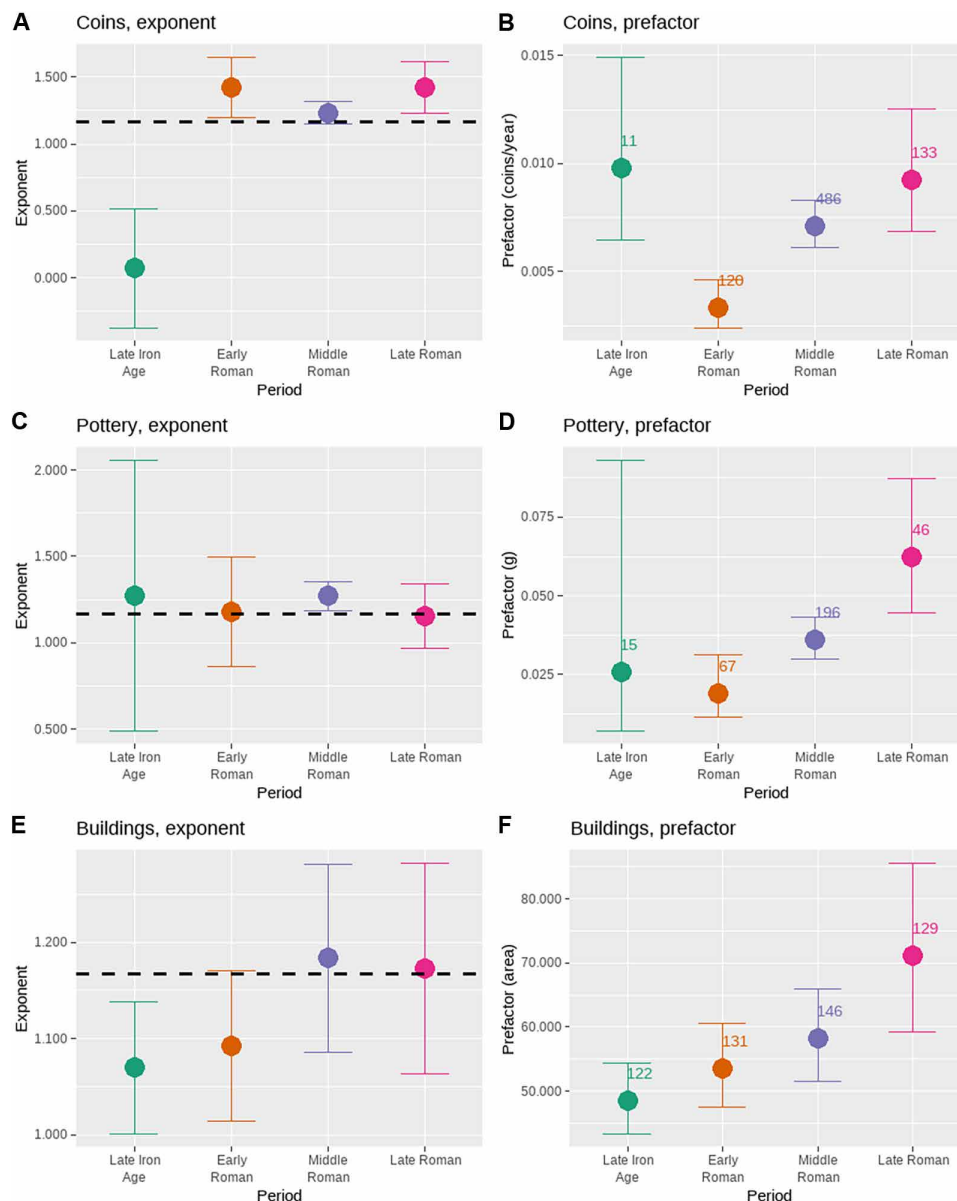 A
Coins, exponent
1.500
1.000
0.500
0.000
Exponent
Late Iron
Age
Early
Roman
Middle
Roman
Late Roman
Period
B
Coins, prefactor
0.015
0.010
0.005
Prefactor (coins/year)
11
120
486
133
Late Iron
Age
Early
Roman
Middle
Roman
Late Roman
Period
C
Pottery, exponent
2.000
1.500
1.000
0.500
Exponent
Late Iron
Age
Early
Roman
Middle
Roman
Late Roman
Period
D
Pottery, prefactor
0.075
0.050
0.025
Prefactor (g)
15
67
196
46
Late Iron
Age
Early
Roman
Middle
Roman
Late Roman
Period
E
Buildings, exponent
1.200
1.100
1.000
Exponent
Late Iron
Age
Early
Roman
Middle
Roman
Late Roman
Period
F
Buildings, prefactor
80.000
70.000
60.000
50.000
Prefactor (area)
122
131
146
129
Late Iron
Age
Early
Roman
Middle
Roman
Late Roman
Period